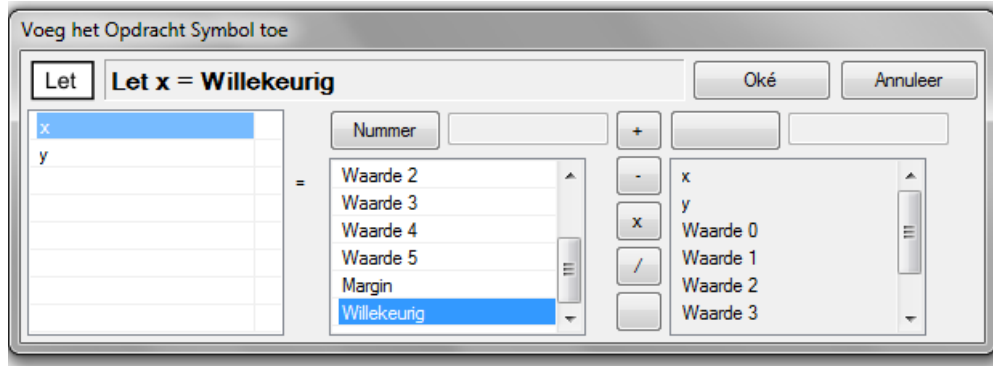 Voeg het Opdracht Symbol toe
Let
Let x = Willekeurig
Oké
Annuleer
x
y
=
Nummer
Waarde 2
Waarde 3
Waarde 4
Waarde 5
Margin
Willekeurig
+
-
x
/
x
y
Waarde 0
Waarde 1
Waarde 2
Waarde 3